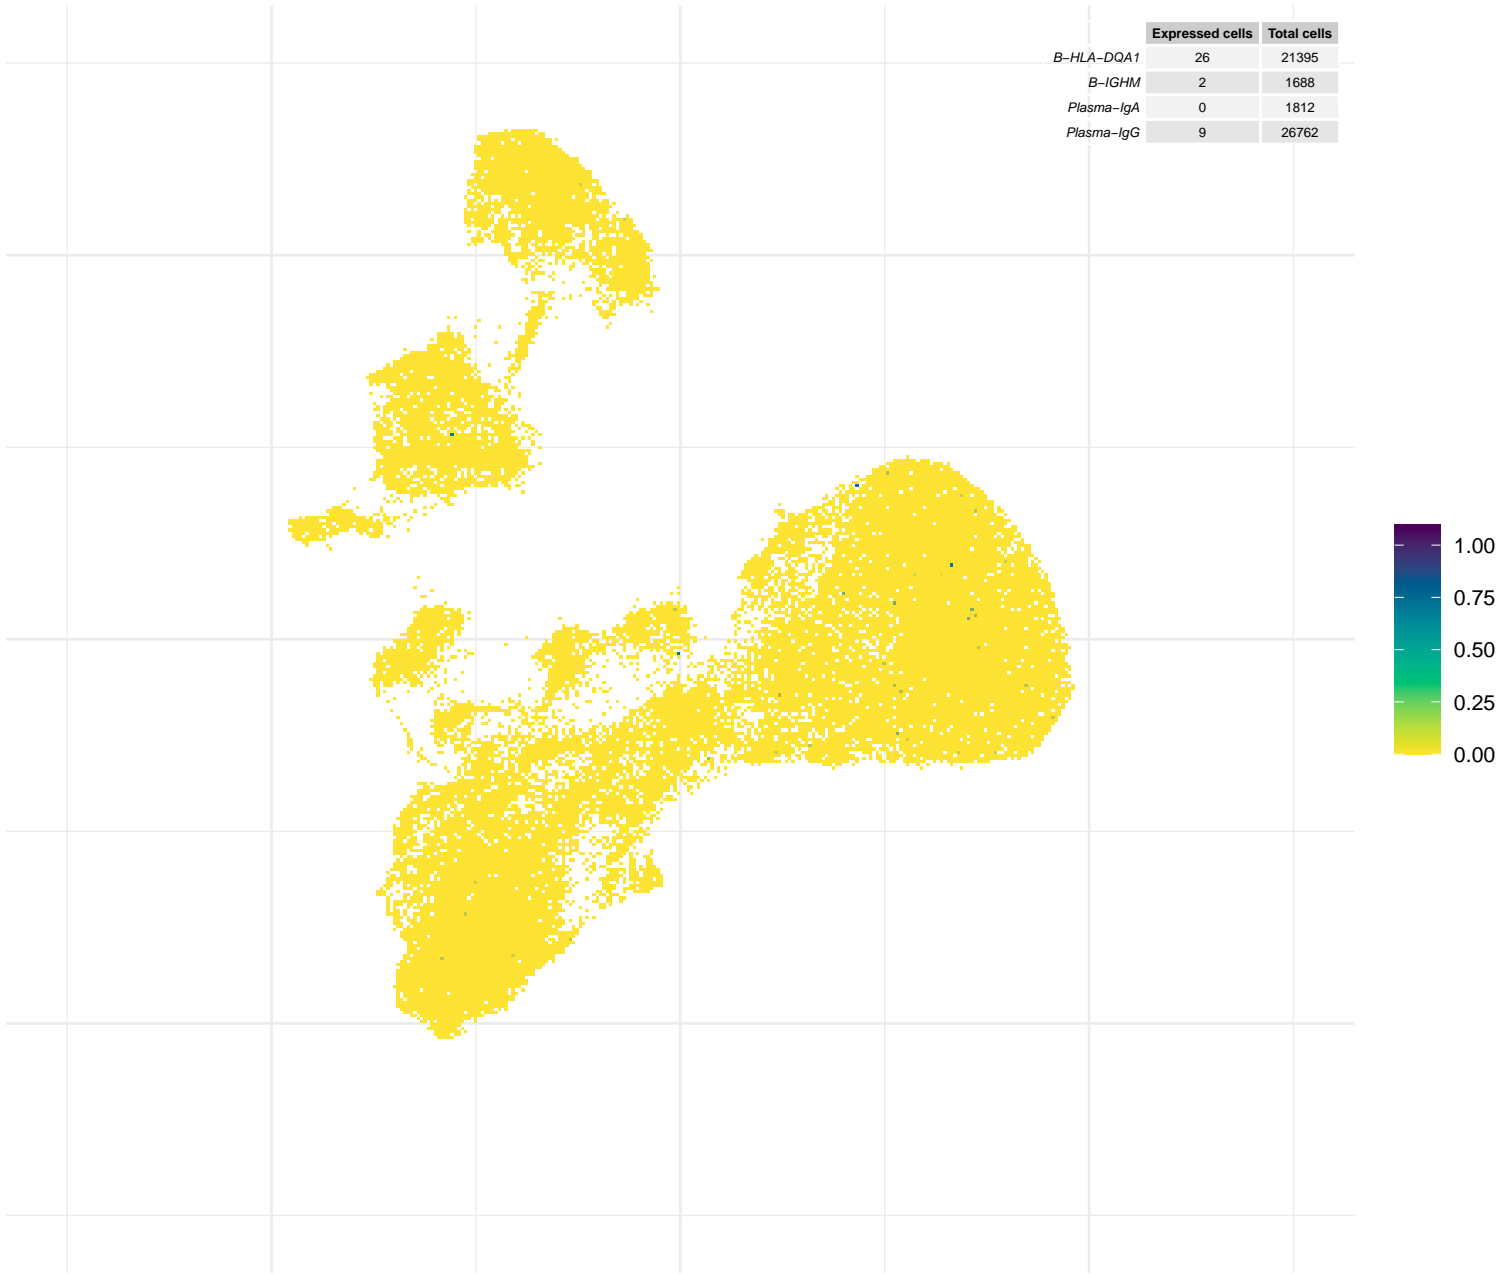 Expressed cells Total cells
B−HLA−DQA1 26 21395
B−IGHM 2 1688
Plasma−IgA 0 1812
Plasma−IgG 9 26762
1.00
0.75
0.50
0.25
0.00